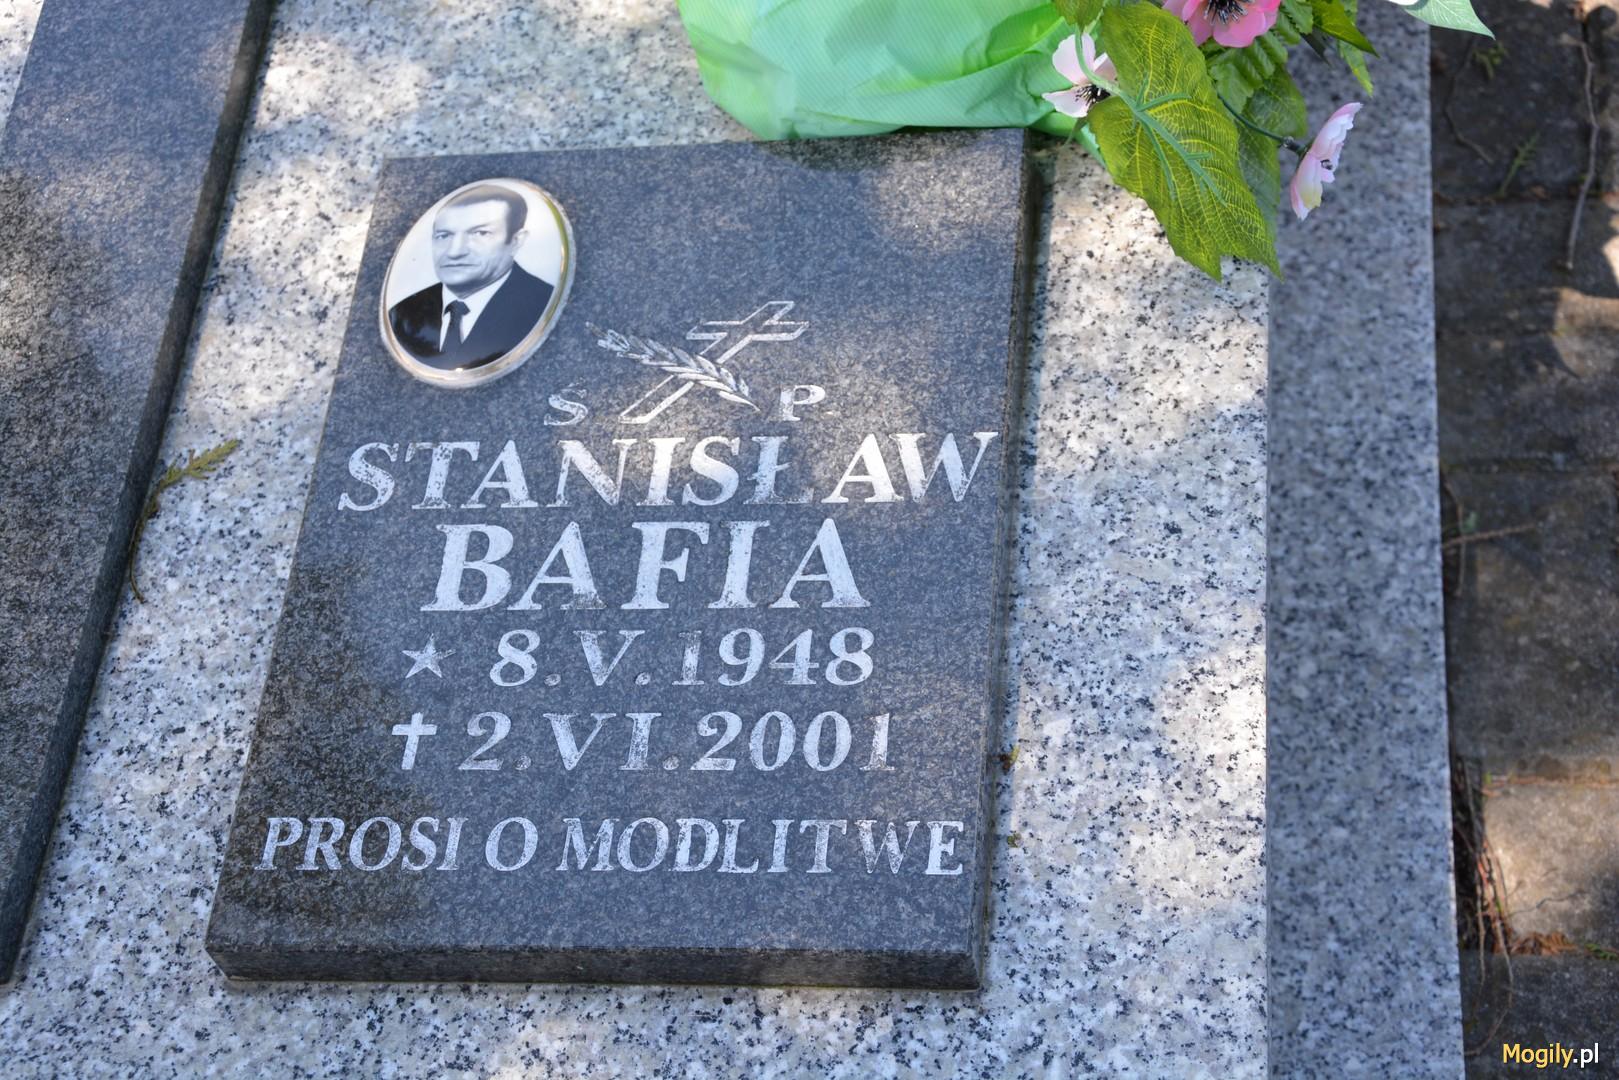 S P
STANISŁAW
BAFIA
★ 8.V.1948
✝ 2.VI.2001
PROSI O MODLITWE
Mogily.pl